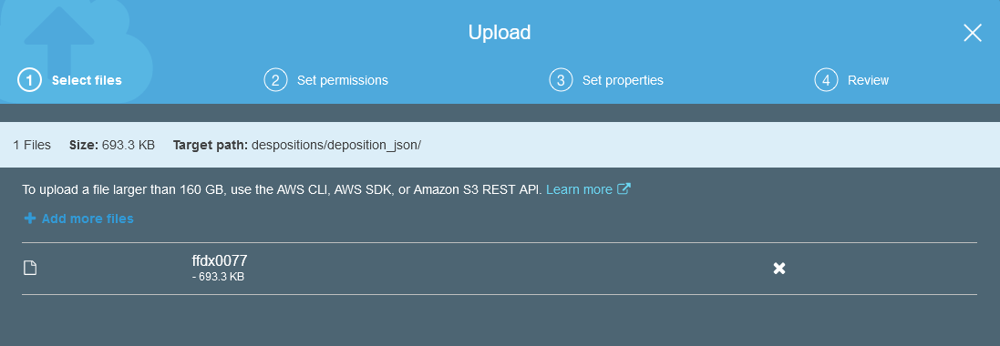 Upload
1 Select files 2 Set permissions 3 Set properties 4 Review
1 Files Size: 693.3 KB Target path: despositions/deposition_json/
To upload a file larger than 160 GB, use the AWS CLI, AWS SDK, or Amazon S3 REST API. Learn more
Add more files
ffdx0077
- 693.3 KB